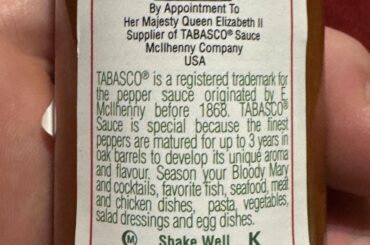 By Appointment To
Her Majesty Queen Elizabeth II
Supplier of TABASCO® Sauce
McIlhenny Company
USA
TABASCO® is a registered trademark for
the pepper sauce originated by E.
McIlhenny before 1868. TABASCO®
Sauce is special because the finest
peppers are matured for up to 3 years in
oak barrels to develop its unique aroma
and flavour. Season your Bloody Mary
and cocktails, favorite fish, seafood, meat
and chicken dishes, pasta, vegetables,
salad dressings and egg dishes.
M Shake Well K